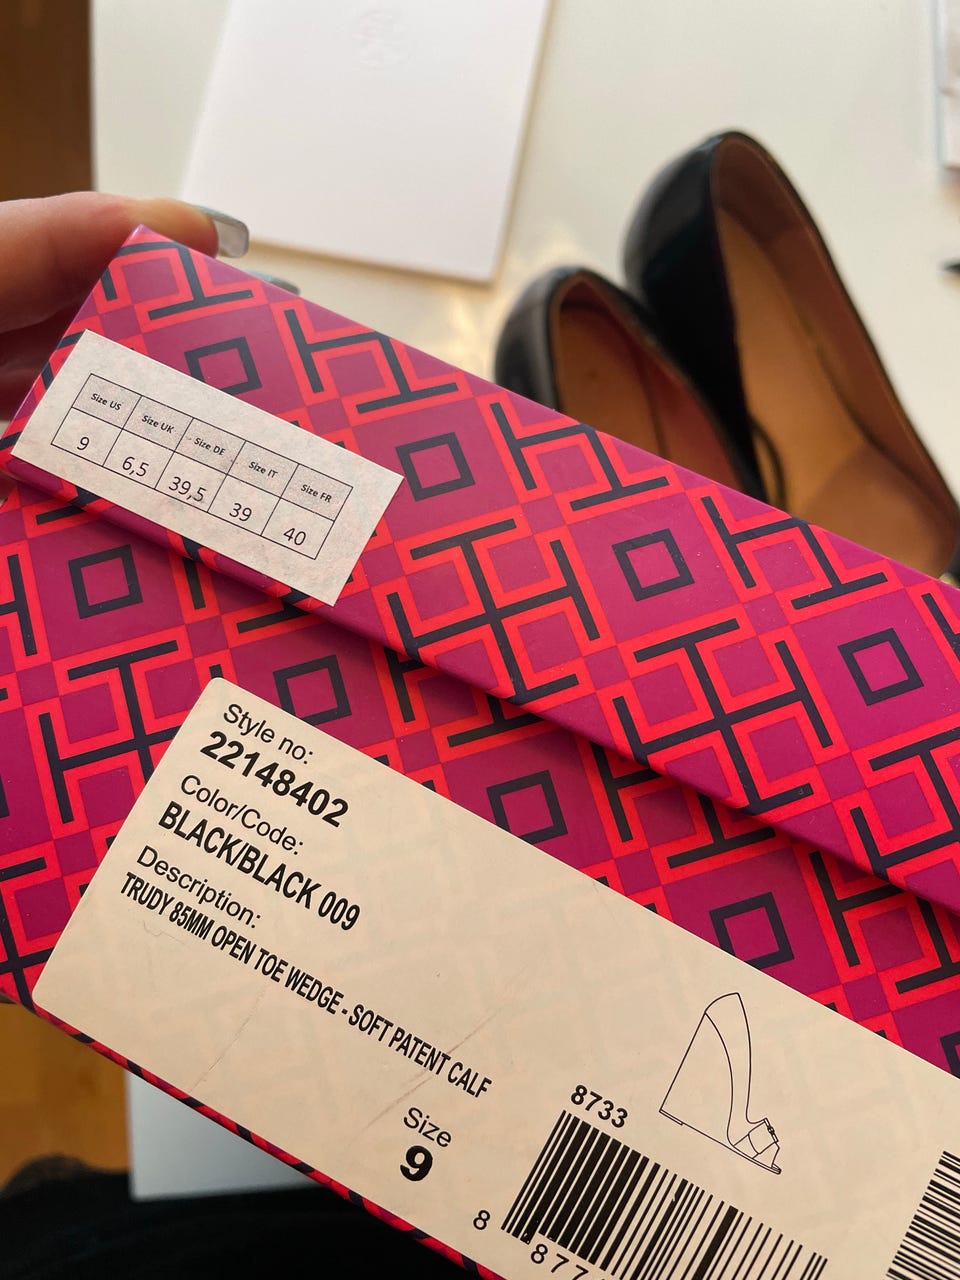 Size US Size UK Size DE Size IT Size FR
9 6,5 39,5 39 40
Style no:
22148402
Color/Code:
BLACK/BLACK 009
Description:
TRUDY 85MM OPEN TOE WEDGE - SOFT PATENT CALF
Size
9
8733
8 877